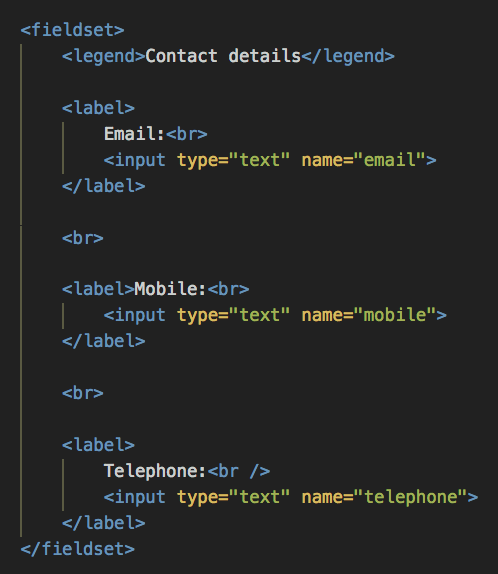 <fieldset>
<legend>Contact details</legend>
<label>
Email:<br>
<input type="text" name="email">
</label>
<br>
<label>Mobile:<br>
<input type="text" name="mobile">
</label>
<br>
<label>
Telephone:<br />
<input type="text" name="telephone">
</label>
</fieldset>